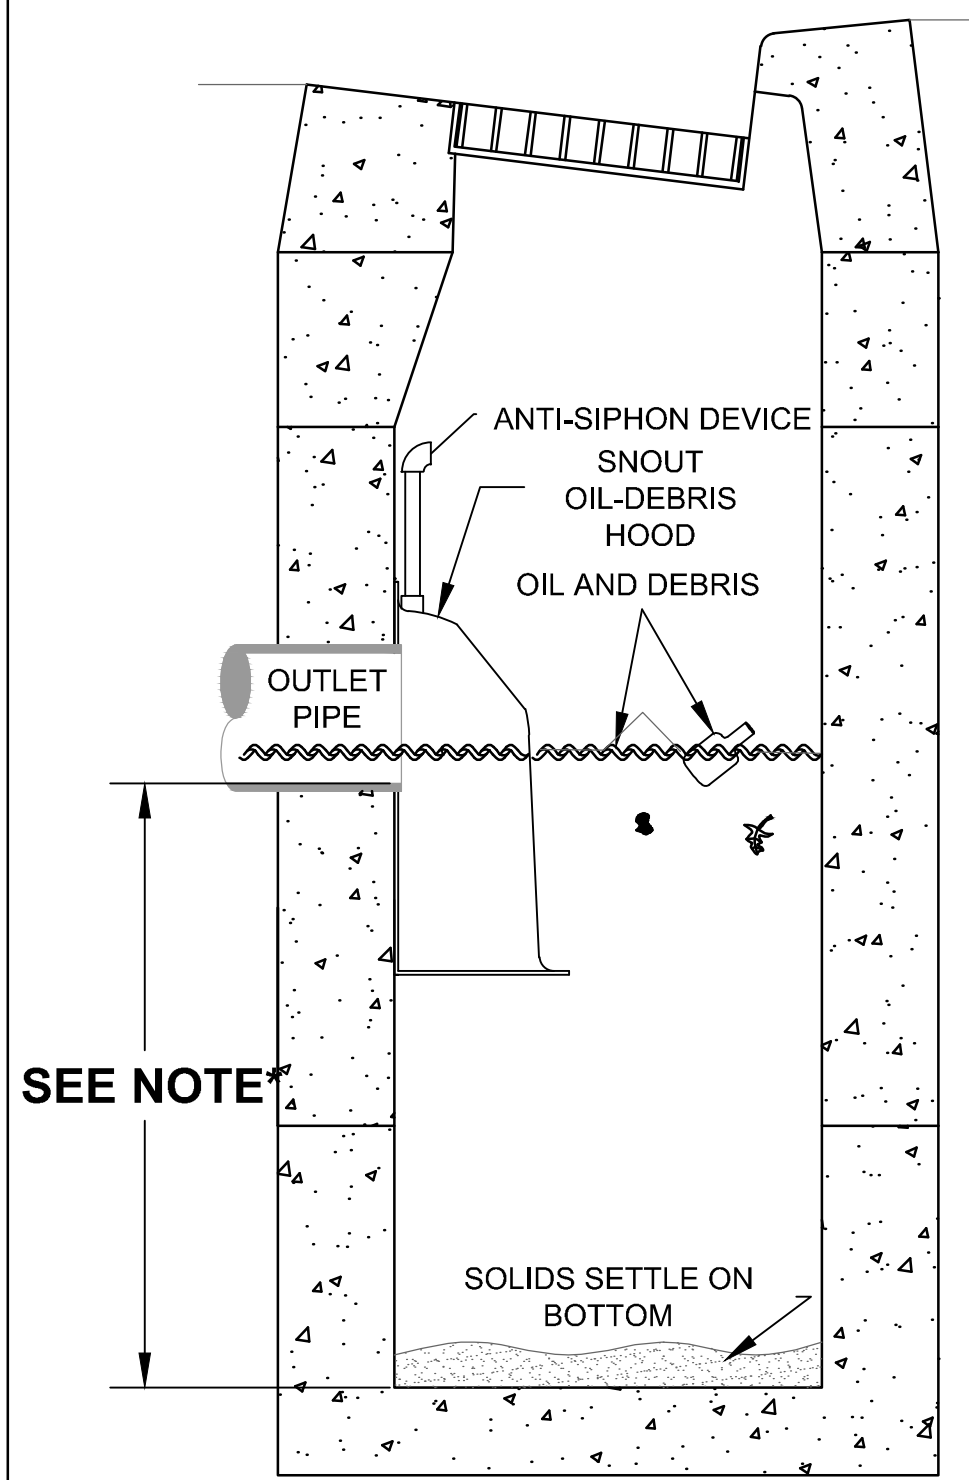 ANTI-SIPHON DEVICE
SNOUT
OIL-DEBRIS
HOOD
OIL AND DEBRIS
OUTLET
PIPE
SEE NOTE*
SOLIDS SETTLE ON
BOTTOM